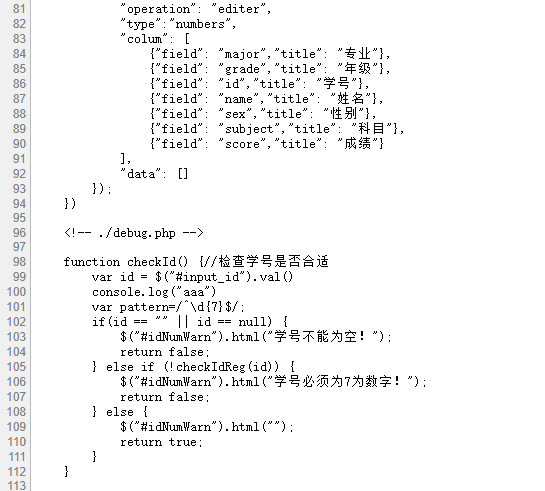 81 "operation": "editer",
82 "type":"numbers",
83 "colum": [
84 {"field": "major","title": "专业"},
85 {"field": "grade","title": "年级"},
86 {"field": "id","title": "学号"},
87 {"field": "name","title": "姓名"},
88 {"field": "sex","title": "性别"},
89 {"field": "subject","title": "科目"},
90 {"field": "score","title": "成绩"}
91 ],
92 "data": []
93 });
94 })
95
96 <!-- ./debug.php -->
97
98 function checkId() {//检查学号是否合适
99 var id = $("#input_id").val()
100 console.log("aaa")
101 var pattern=/^\d{7}$/;
102 if(id == "" || id == null) {
103 $("#idNumWarn").html("学号不能为空！");
104 return false;
105 } else if (!checkIdReg(id)) {
106 $("#idNumWarn").html("学号必须为7为数字！");
107 return false;
108 } else {
109 $("#idNumWarn").html("");
110 return true;
111 }
112 }
113